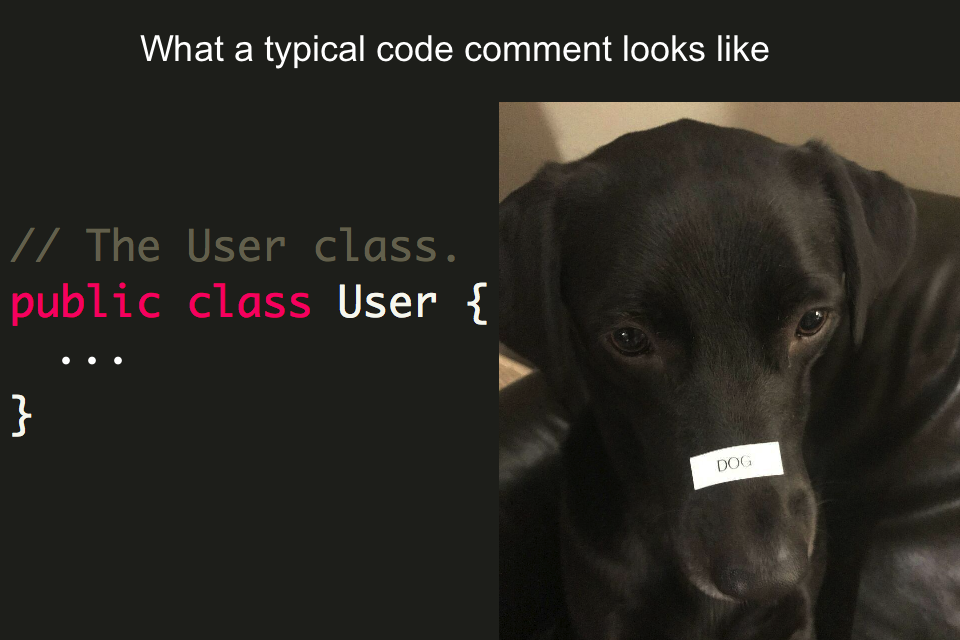 What a typical code comment looks like
// The User class.
public class User {
...
}
DOG